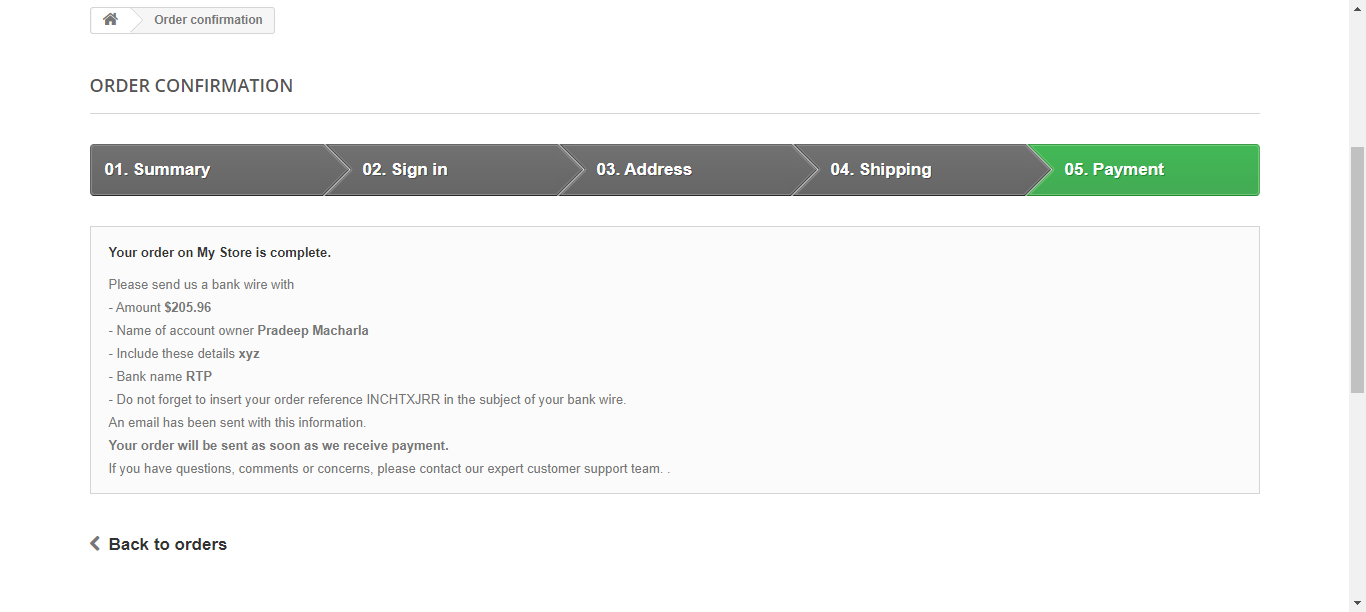 Order confirmation
ORDER CONFIRMATION
01. Summary 02. Sign in 03. Address 04. Shipping 05. Payment
Your order on My Store is complete.
Please send us a bank wire with
- Amount $205.96
- Name of account owner Pradeep Macharla
- Include these details xyz
- Bank name RTP
- Do not forget to insert your order reference INCHTXJRR in the subject of your bank wire.
An email has been sent with this information.
Your order will be sent as soon as we receive payment.
If you have questions, comments or concerns, please contact our expert customer support team. .
Back to orders